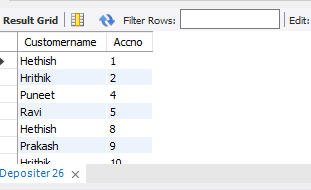 Result Grid Filter Rows: Edit:
Customername Accno
Hethish 1
Hrithik 2
Puneet 4
Ravi 5
Hethish 8
Prakash 9
Hrithik 10
Depositer 26 ×